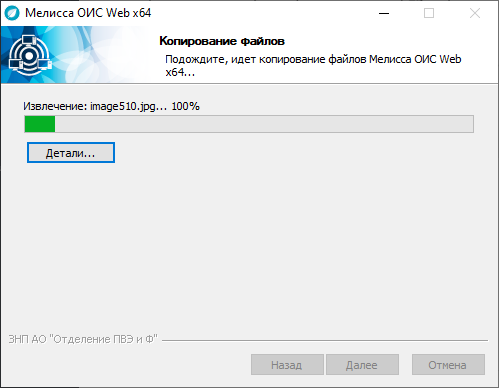 Мелисса ОИС Web x64
Копирование файлов
Подождите, идет копирование файлов Мелисса ОИС Web
x64...
Извлечение: image510.jpg... 100%
Детали...
ЗНП АО "Отделение ПВЭ и Ф"
Назад
Далее
Отмена